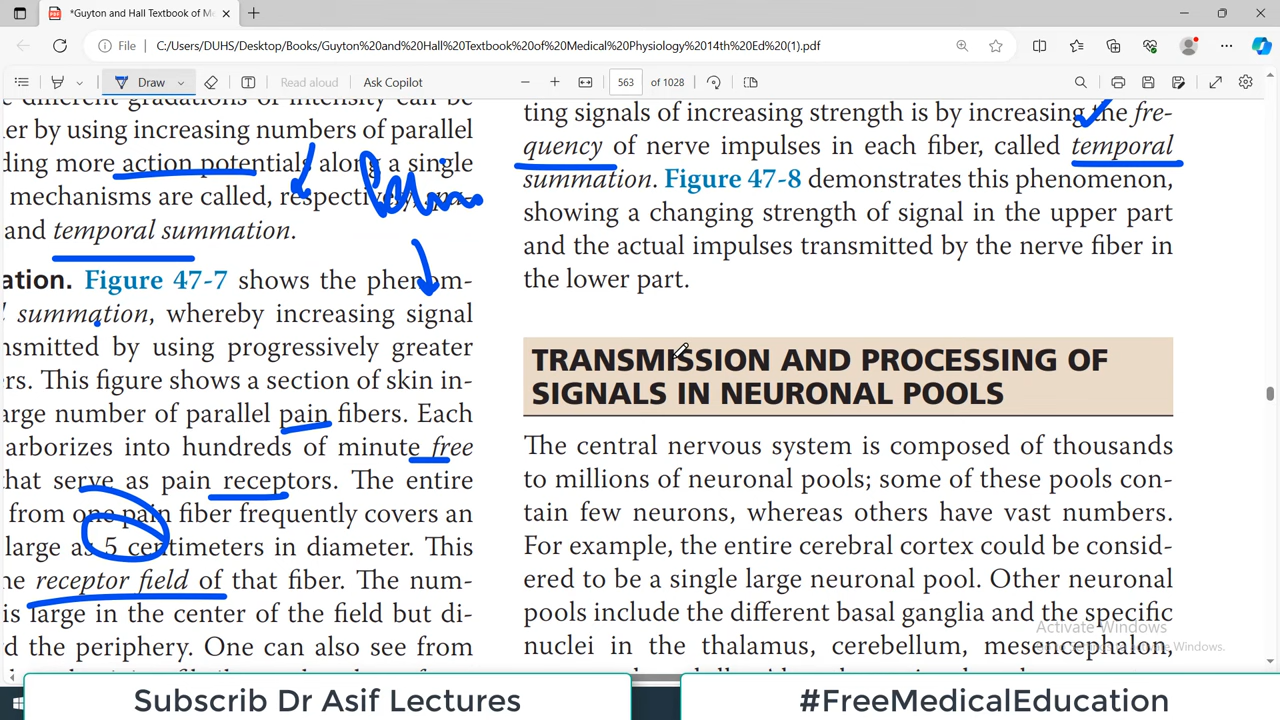 *Guyton and Hall Textbook of Me
File
C:/Users/DUHS/Desktop/Books/Guyton%20and%20Hall%20Textbook%20of%20Medical%20Physiology%2014th%20Ed%20(1).pdf
Draw
Read aloud
Ask Copilot
563 of 1028
e different gradations of intensity can be
er by using increasing numbers of parallel
ding more action potentials along a single
mechanisms are called, respectively, spa-
and temporal summation.
ation. Figure 47-7 shows the phenom-
l summation, whereby increasing signal
nsmitted by using progressively greater
ers. This figure shows a section of skin in-
arge number of parallel pain fibers. Each
arborizes into hundreds of minute free
hat serve as pain receptors. The entire
from one pain fiber frequently covers an
large as 5 centimeters in diameter. This
he receptor field of that fiber. The num-
is large in the center of the field but di-
d the periphery. One can also see from
ting signals of increasing strength is by increasing the fre-
quency of nerve impulses in each fiber, called temporal
summation. Figure 47-8 demonstrates this phenomenon,
showing a changing strength of signal in the upper part
and the actual impulses transmitted by the nerve fiber in
the lower part.
TRANSMISSION AND PROCESSING OF
SIGNALS IN NEURONAL POOLS
The central nervous system is composed of thousands
to millions of neuronal pools; some of these pools con-
tain few neurons, whereas others have vast numbers.
For example, the entire cerebral cortex could be consid-
ered to be a single large neuronal pool. Other neuronal
pools include the different basal ganglia and the specific
nuclei in the thalamus, cerebellum, mesencephalon,
Activate Windows
Subscrib Dr Asif Lectures
#FreeMedicalEducation